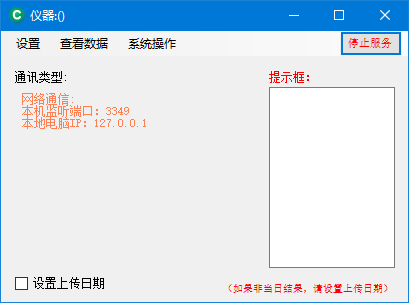 C 仪器:()
设置 查看数据 系统操作 停止服务
通讯类型:
提示框:
网络通信:
本机监听端口: 3349
本地电脑IP: 127.0.0.1
设置上传日期
(如果非当日结果，请设置上传日期)